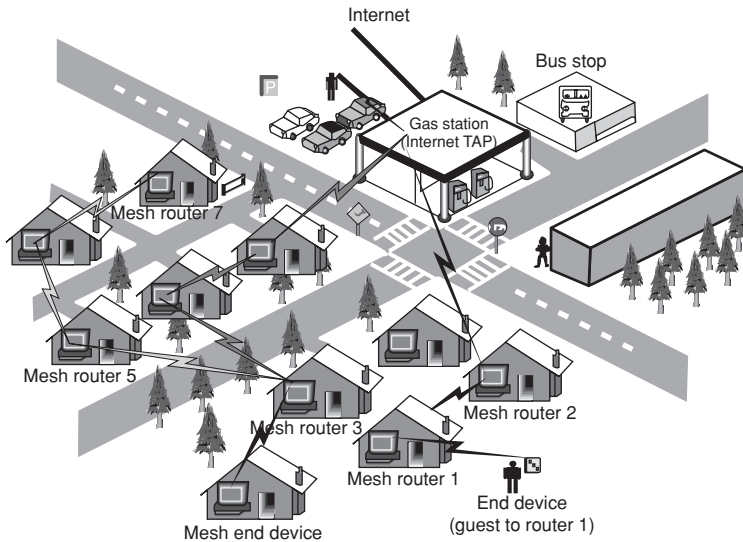 Internet
Bus stop
P
Gas station
(Internet TAP)
Mesh router 7
Mesh router 5
Mesh router 3
Mesh router 2
Mesh router 1
End device
(guest to router 1)
Mesh end device